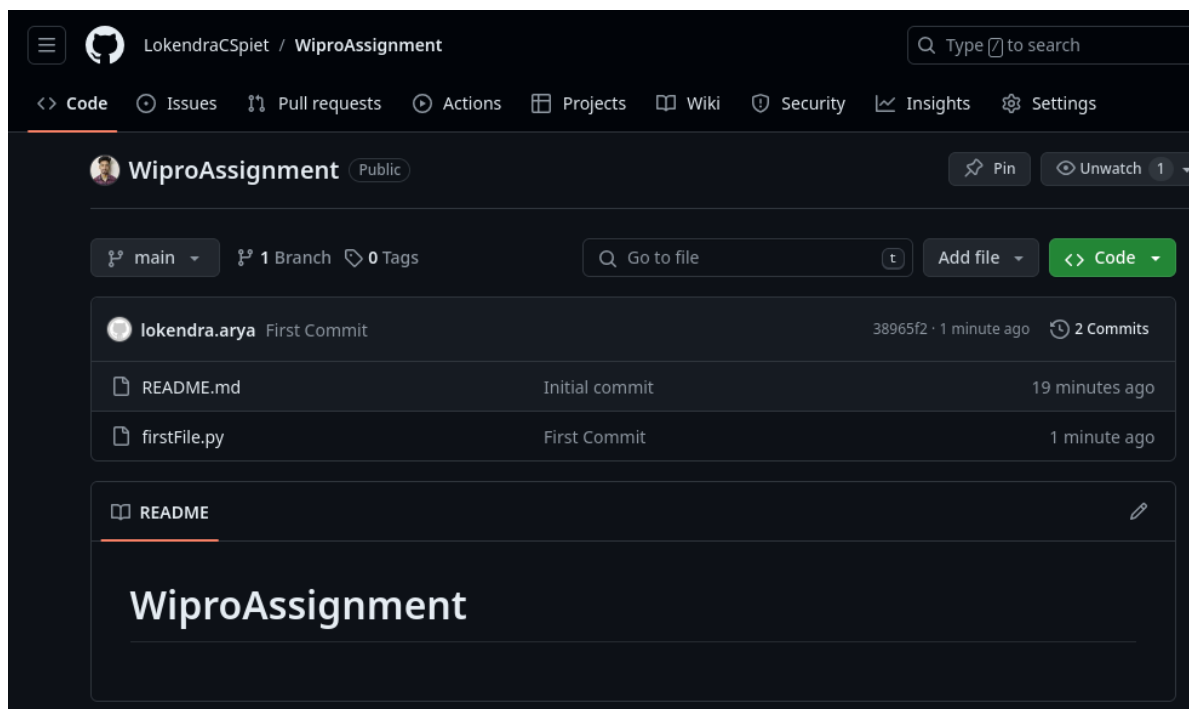 LokendraCSpiet / WiproAssignment
Type / to search
Code Issues Pull requests Actions Projects Wiki Security Insights Settings
WiproAssignment Public
Pin Unwatch 1
main 1 Branch 0 Tags
Go to file t Add file <> Code
lokendra.arya First Commit 38965f2 · 1 minute ago 2 Commits
README.md Initial commit 19 minutes ago
firstFile.py First Commit 1 minute ago
README
WiproAssignment